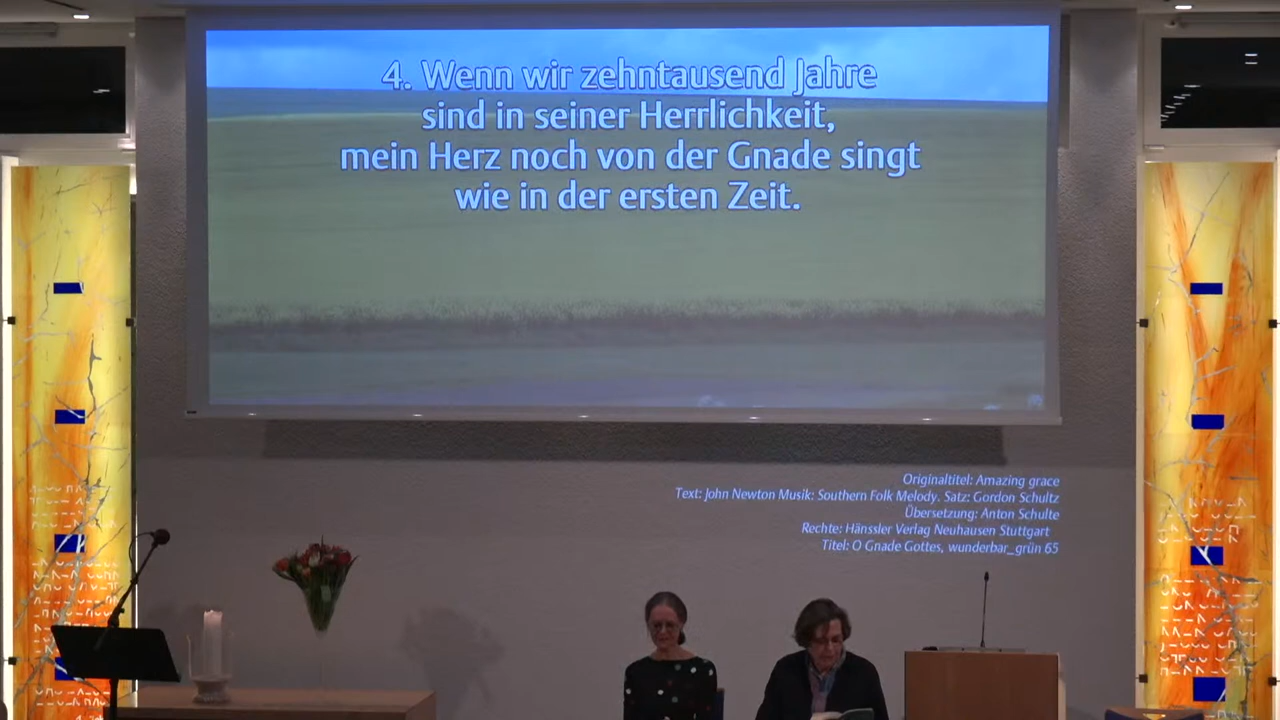 4. Wenn wir zehntausend Jahre
sind in seiner Herrlichkeit,
mein Herz noch von der Gnade singt
wie in der ersten Zeit.
Originaltitel: Amazing grace
Text: John Newton Musik: Southern Folk Melody. Satz: Gordon Schultz
Übersetzung: Anton Schulte
Rechte: Hänssler Verlag Neuhausen Stuttgart
Titel: O Gnade Gottes, wunderbar_grün 65